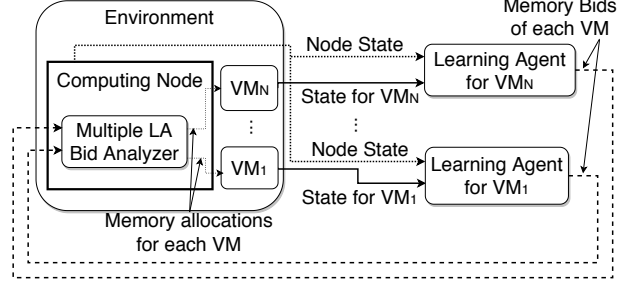 Environment
Memory Bids
of each VM
Node State
Learning Agent
for VMN
Computing Node
VMN
State for VMN
Multiple LA
Bid Analyzer
⋮
⋮
Node State
Learning Agent
for VM1
VM1
State for VM1
Memory allocations
for each VM